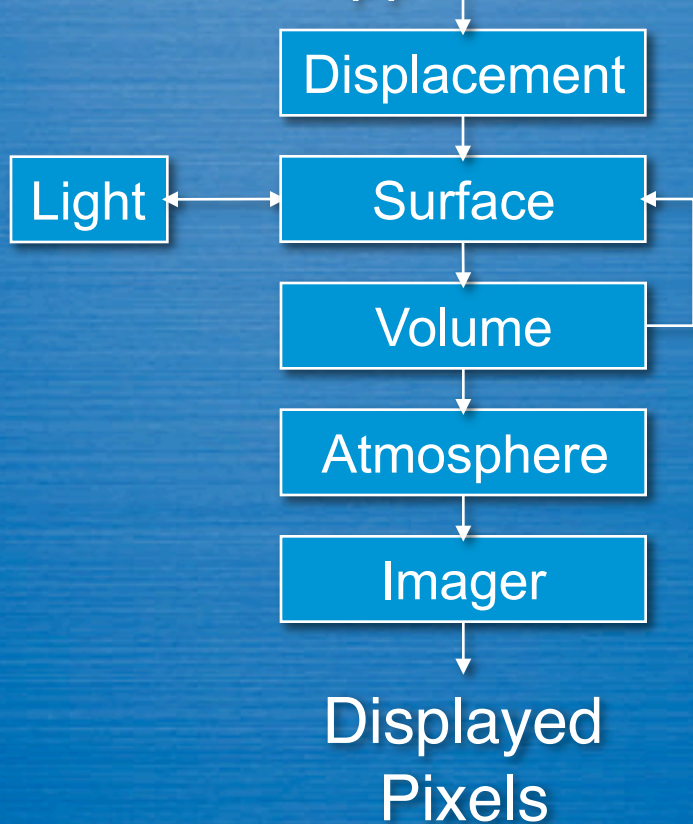 Displacement
Light
Surface
Volume
Atmosphere
Imager
Displayed
Pixels